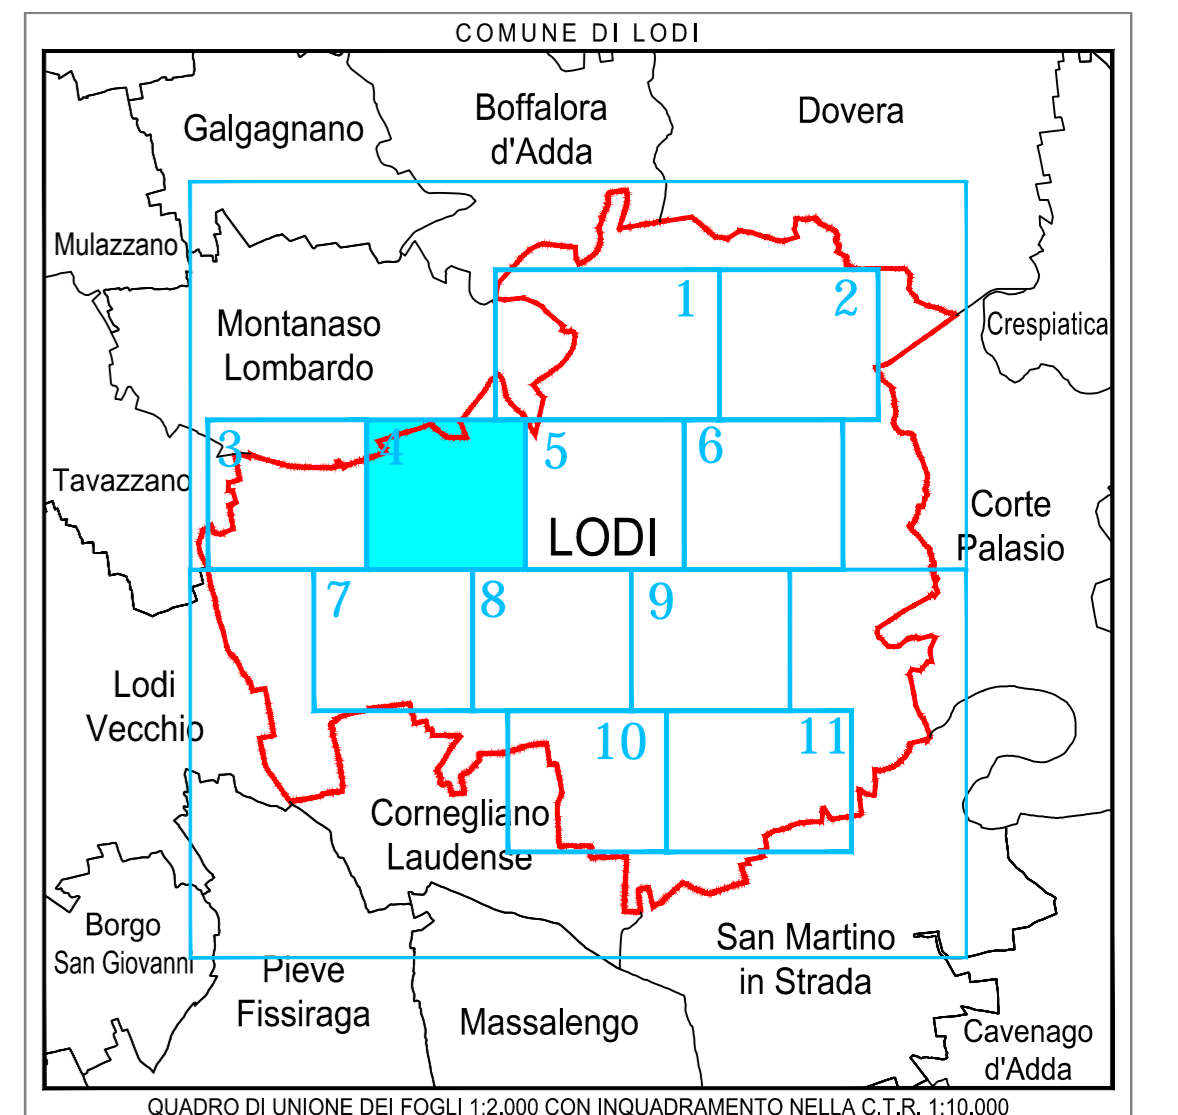 COMUNE DI LODI
Galgagnano
Boffalora
d'Adda
Dovera
Mulazzano
Montanaso
Lombardo
1
2
Crespiatica
3
4
5
6
Tavazzano
LODI
Corte
Palasio
7
8
9
Lodi
Vecchio
10
11
Cornegliano
Laudense
Borgo
San Giovanni
Pieve
Fissiraga
Massalengo
San Martino
in Strada
Cavenago
d'Adda
QUADRO DI UNIONE DEI FOGLI 1:2.000 CON INQUADRAMENTO NELLA C.T.R. 1:10.000